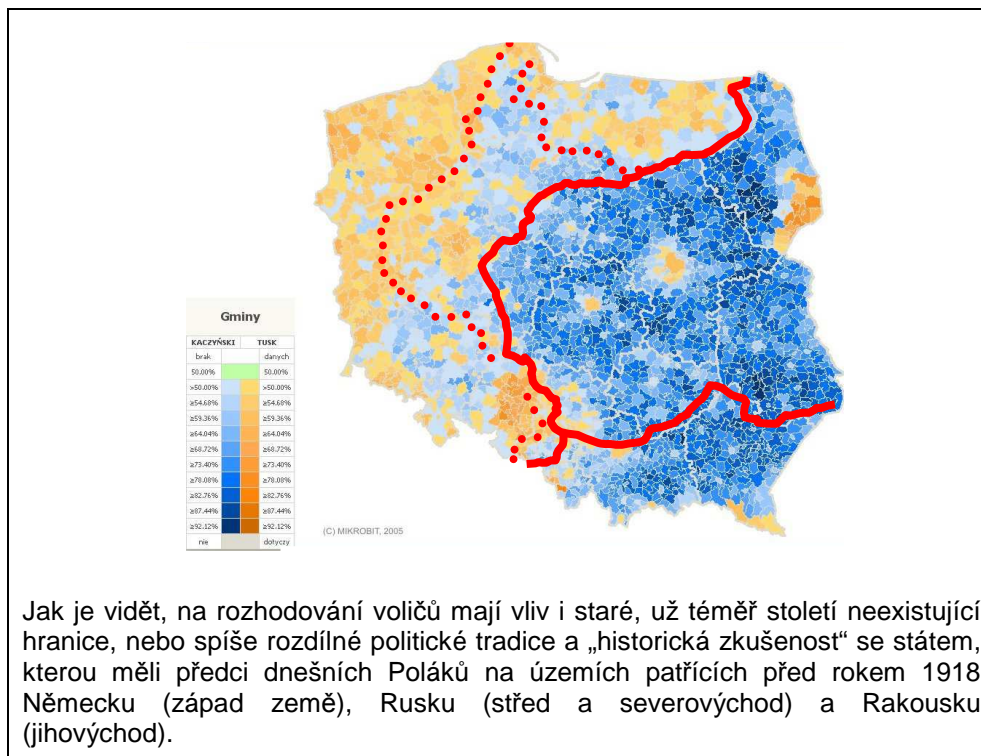 Gminy
KACZYŃSKI TUSK
brak danych
50.00% 50.00%
>50.00% >50.00%
≥54.68% ≥54.68%
≥59.36% ≥59.36%
≥64.04% ≥64.04%
≥68.72% ≥68.72%
≥73.40% ≥73.40%
≥78.08% ≥78.08%
≥82.76% ≥82.76%
≥87.44% ≥87.44%
≥92.12% ≥92.12%
nie dotyczy
(C) MIKROBIT, 2005
Jak je vidět, na rozhodování voličů mají vliv i staré, už téměř století neexistující
hranice, nebo spíše rozdílné politické tradice a „historická zkušenost“ se státem,
kterou měli předci dnešních Poláků na územích patřících před rokem 1918
Německu (západ země), Rusku (střed a severovýchod) a Rakousku
(jihovýchod).